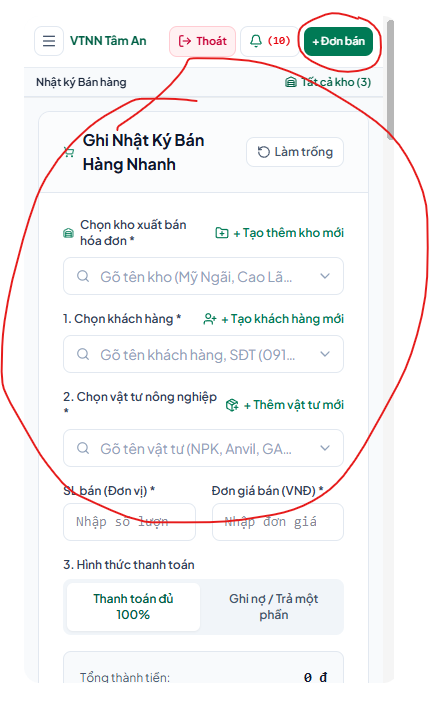 VTNN Tâm An
Thoát
(10)
+ Đơn bán
Nhật ký Bán hàng
Tất cả kho (3)
Ghi Nhật Ký Bán
Hàng Nhanh
Làm trống
Chọn kho xuất bán
hóa đơn *
+ Tạo thêm kho mới
Gõ tên kho (Mỹ Ngãi, Cao Lã...
1. Chọn khách hàng *
+ Tạo khách hàng mới
Gõ tên khách hàng, SĐT (091...
2. Chọn vật tư nông nghiệp
*
+ Thêm vật tư mới
Gõ tên vật tư (NPK, Anvil, GA...
SL bán (Đơn vị) *
Đơn giá bán (VNĐ) *
Nhập số lượn
Nhập đơn giá
3. Hình thức thanh toán
Thanh toán đủ
100%
Ghi nợ / Trả một
phần
Tổng thành tiền:
0 đ